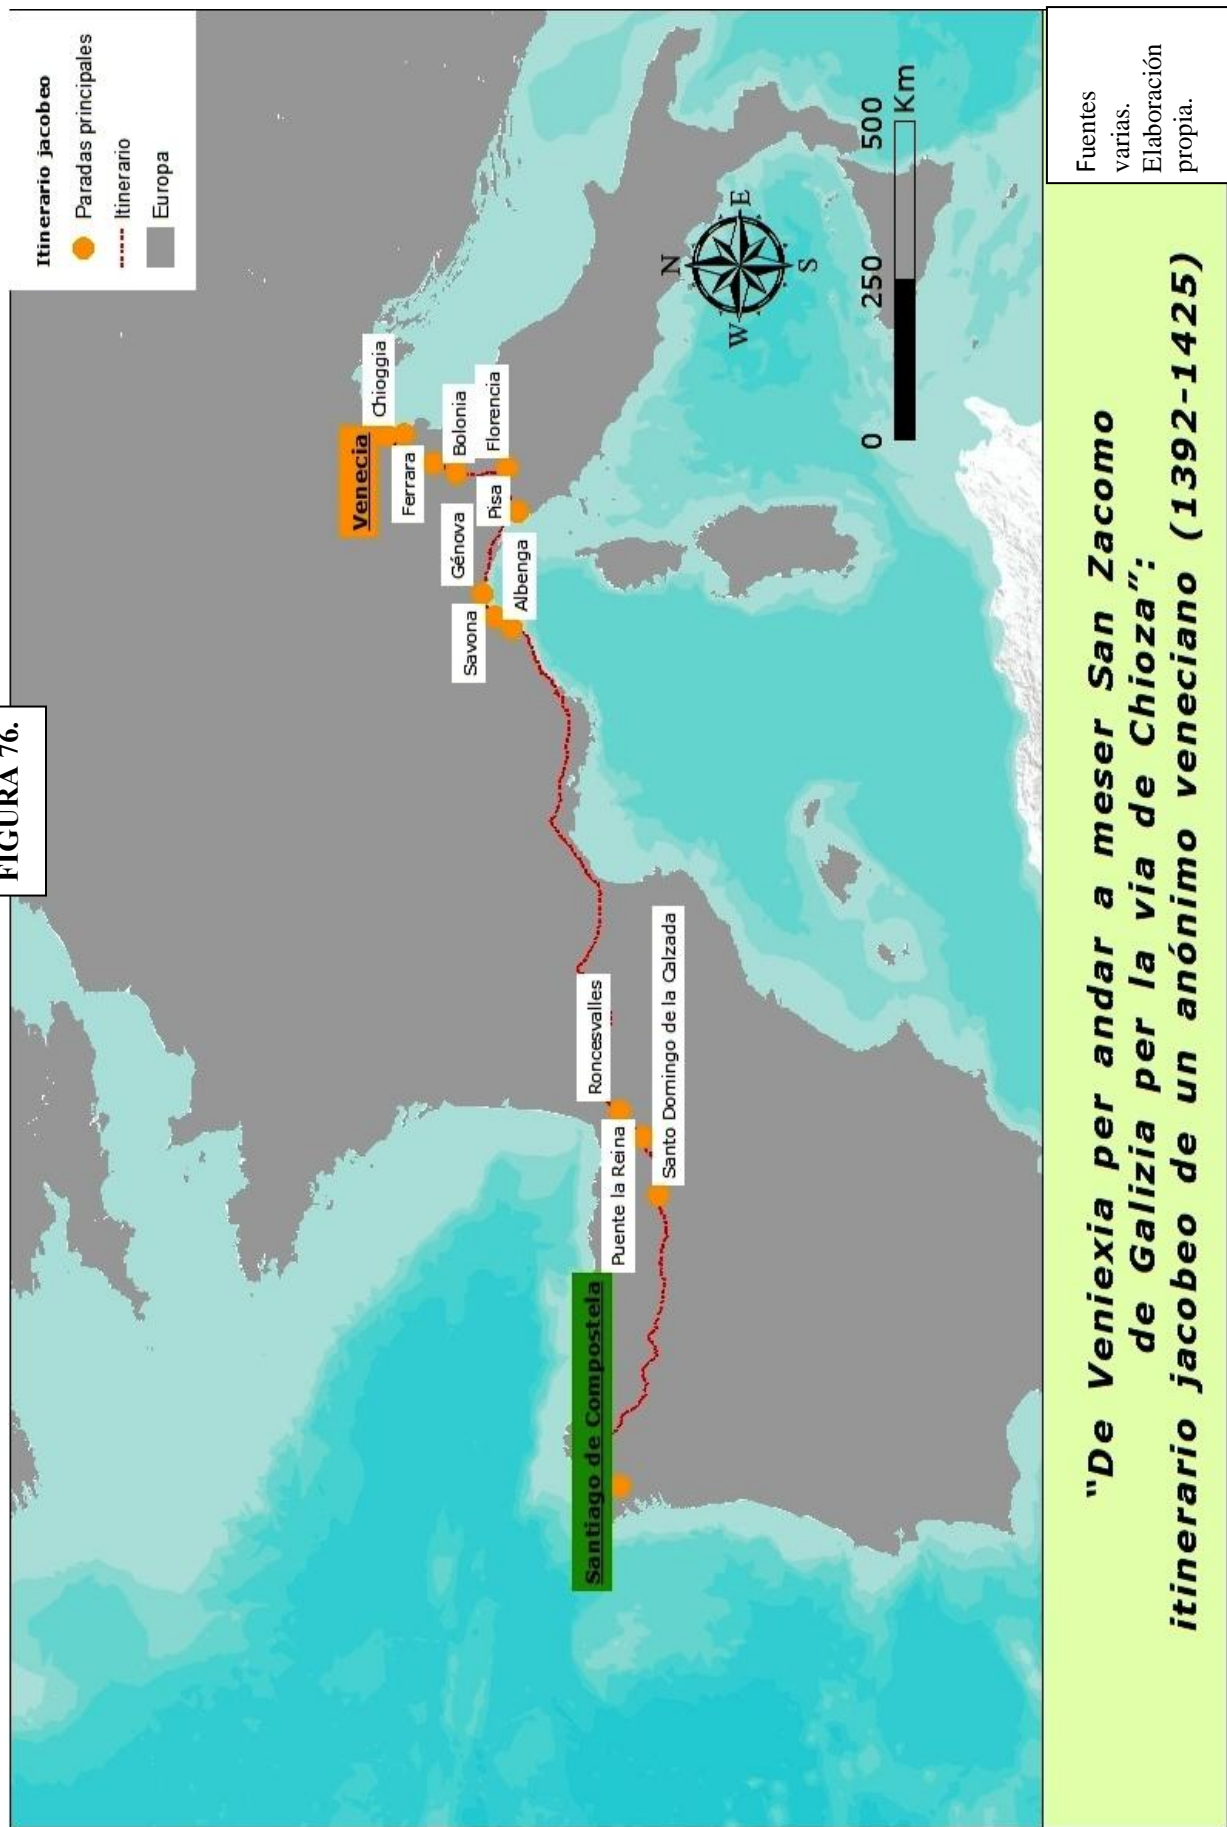 FIGURA 76.
Itinerario jacobeo
Paradas principales
Itinerario
Europa
Venecia
Chioggia
Ferrara
Bolonia
Florencia
Pisa
Génova
Savona
Albenga
Roncesvalles
Puente la Reina
Santo Domingo de la Calzada
Santiago de Compostela
N
W
E
S
0 250 500
Km
"De Veniexia per andar a meser San Zacomo
de Galizia per la via de Chioza":
itinerario jacobeo de un anónimo veneciano (1392-1425)
Fuentes
varias.
Elaboración
propia.